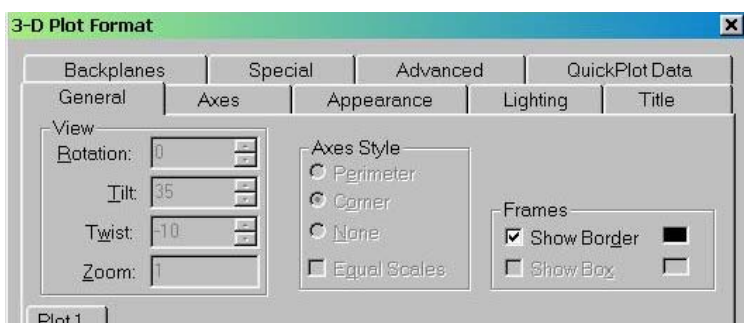 3-D Plot Format
Backplanes Special Advanced QuickPlot Data
General Axes Appearance Lighting Title
View
Rotation: 0
Tilt: 35
Twist: -10
Zoom: 1
Axes Style
Perimeter
Corner
None
Equal Scales
Frames
Show Border
Show Box
Plot 1